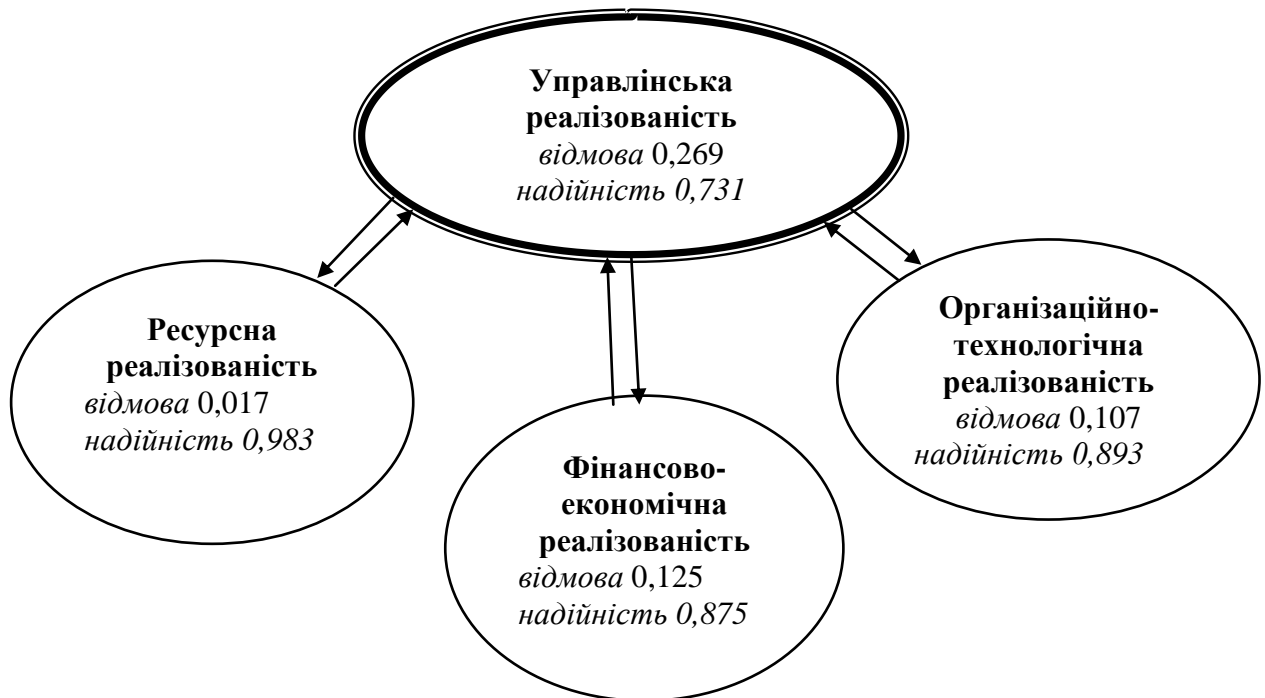 Управлінська
реалізованість
відмова 0,269
надійність 0,731
Ресурсна
реалізованість
відмова 0,017
надійність 0,983
Фінансово-
економічна
реалізованість
відмова 0,125
надійність 0,875
Організаційно-
технологічна
реалізованість
відмова 0,107
надійність 0,893